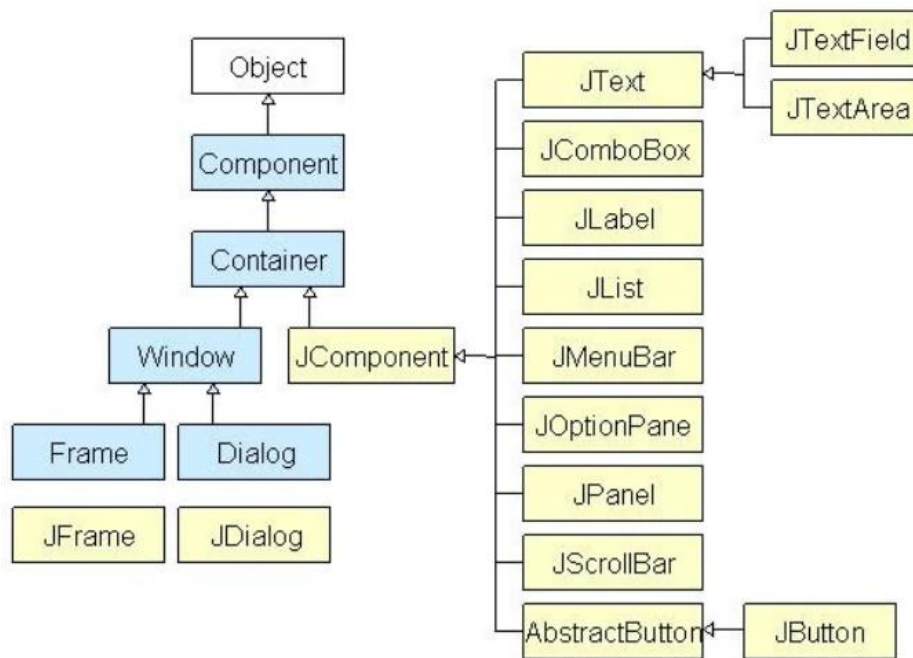 Object
Component
Container
Window
JComponent
Frame
Dialog
JFrame
JDialog
JText
JComboBox
JLabel
JList
JMenuBar
JOptionPane
JPanel
JScrollBar
AbstractButton
JTextField
JTextArea
JButton